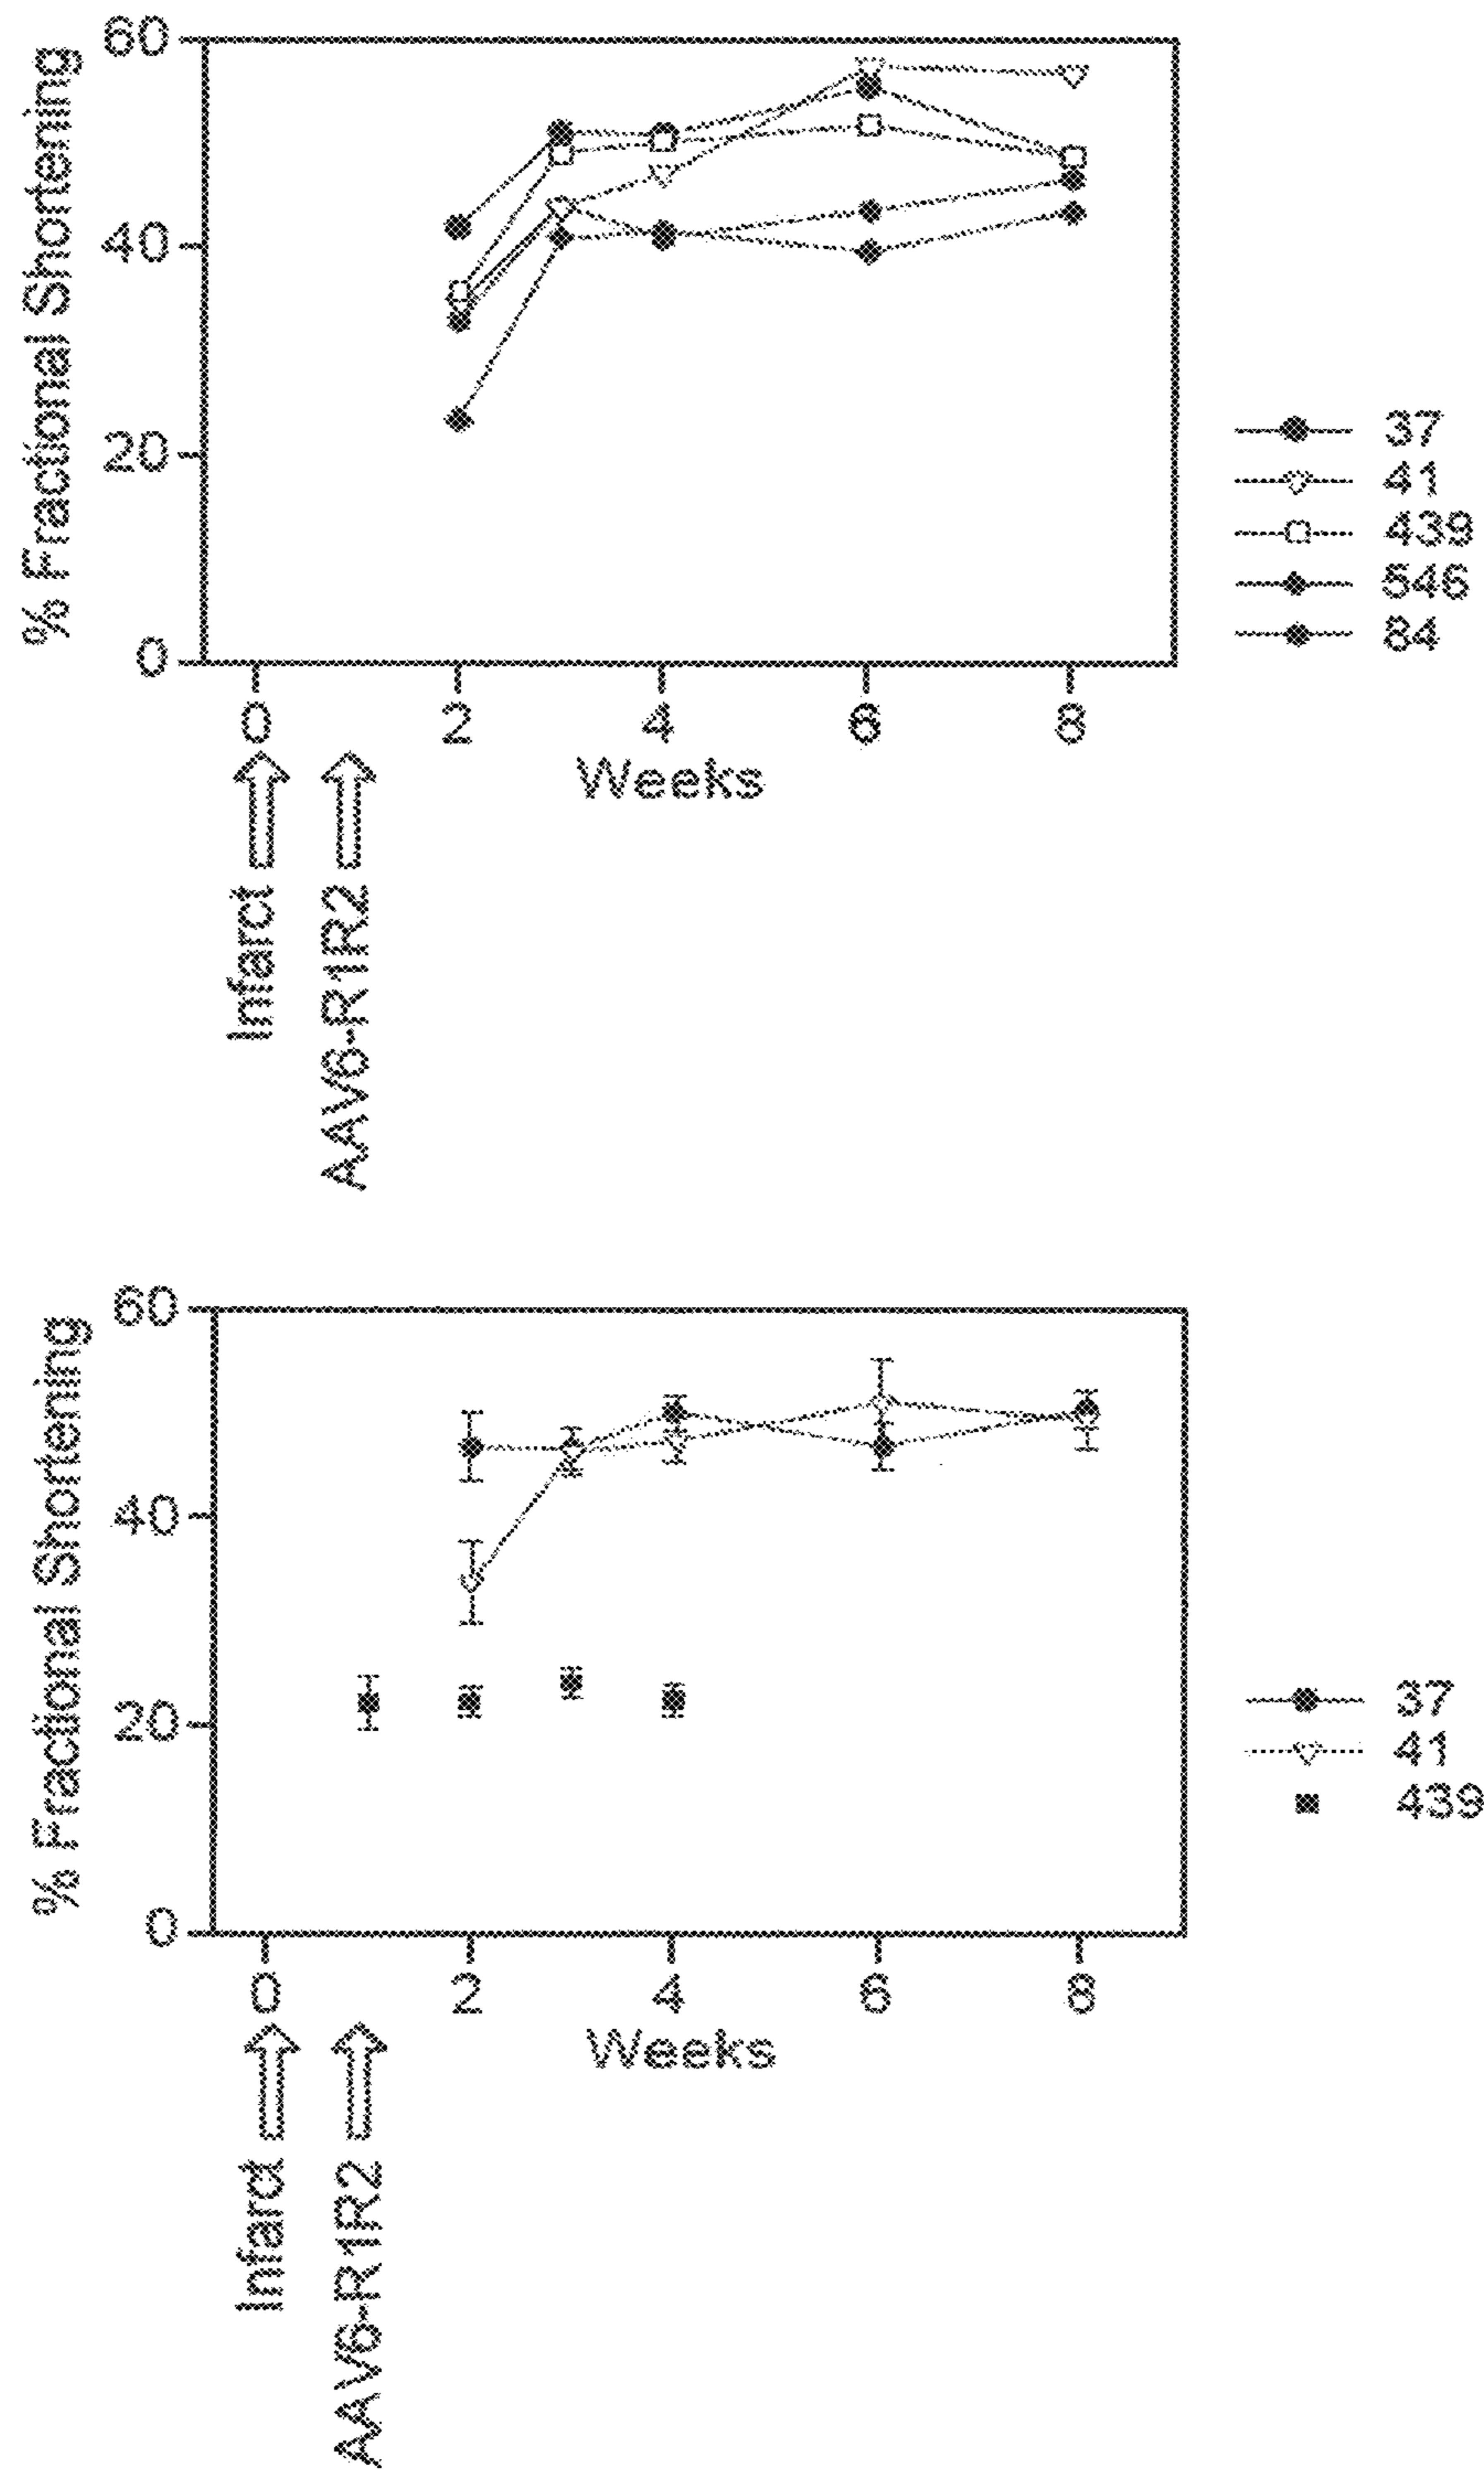 % Fractional Shortening
60
40
20
0
0 2 4 6 8
Weeks
Infarct
AAV6-R1R2
37
41
439
546
84
% Fractional Shortening
60
40
20
0
0 2 4 6 8
Weeks
Infarct
AAV6-R1R2
37
41
439